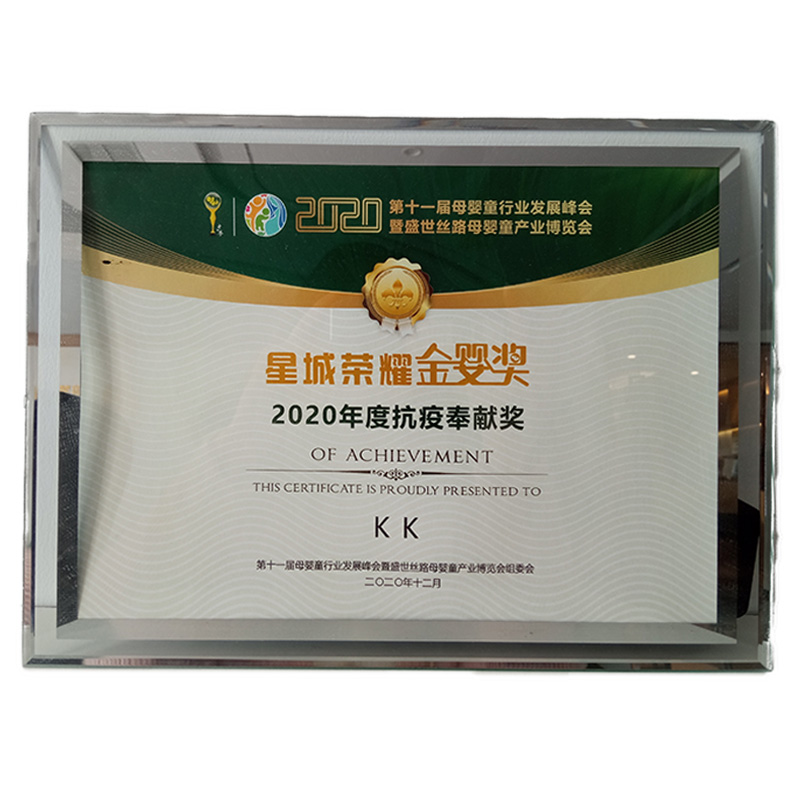 2020 第十一届母婴童行业发展峰会
暨盛世丝路母婴童产业博览会
星城荣耀金婴奖
2020年度抗疫奉献奖
OF ACHIEVEMENT
THIS CERTIFICATE IS PROUDLY PRESENTED TO
K K
第十一届母婴童行业发展峰会暨盛世丝路母婴童产业博览会组委会
二〇二〇年十二月